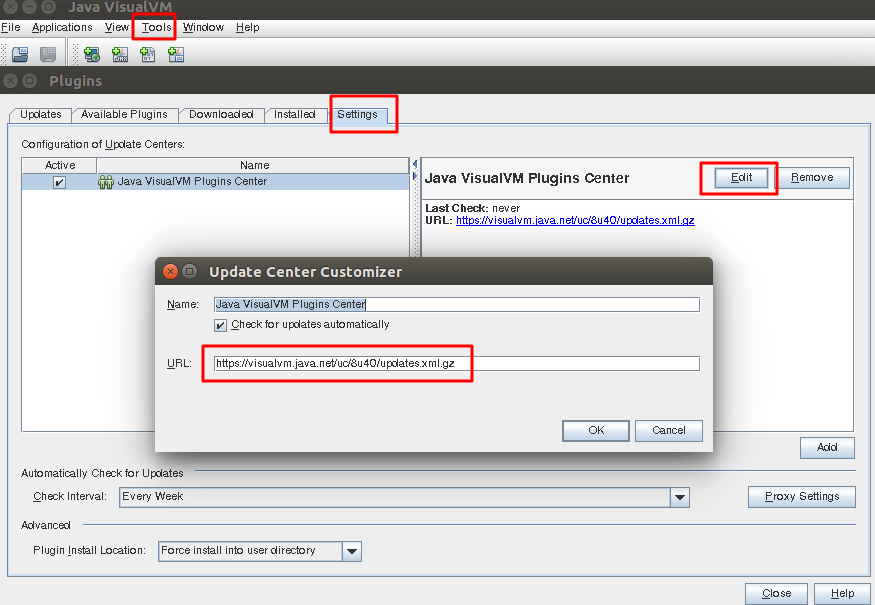 Java VisualVM
File Applications View Tools Window Help
Plugins
Updates Available Plugins Downloaded Installed Settings
Configuration of Update Centers:
Active Name
Java VisualVM Plugins Center
Java VisualVM Plugins Center Edit Remove
Last Check: never
URL: https://visualvm.java.net/uc/8u40/updates.xml.gz
Update Center Customizer
Name: Java VisualVM Plugins Center
Check for updates automatically
URL: https://visualvm.java.net/uc/8u40/updates.xml.gz
OK Cancel
Add
Automatically Check for Updates
Check Interval: Every Week Proxy Settings
Advanced
Plugin Install Location: Force install into user directory
Close Help